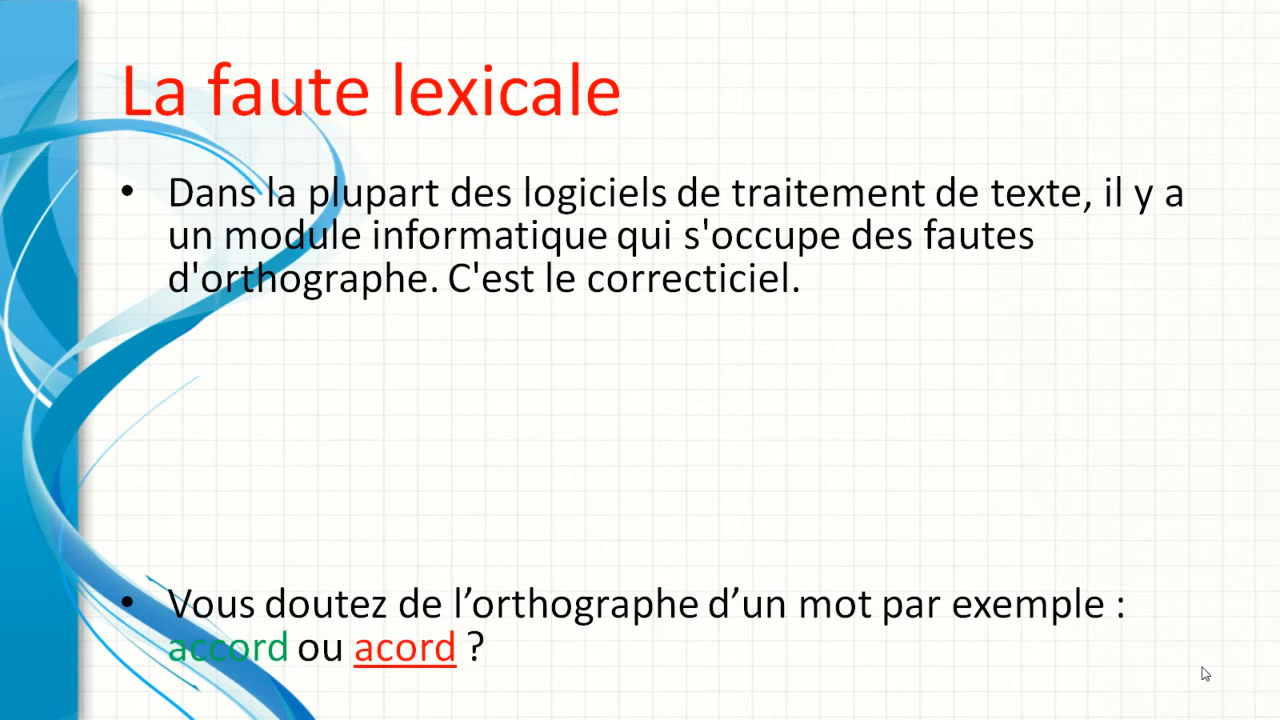 La faute lexicale
• Dans la plupart des logiciels de traitement de texte, il y a
un module informatique qui s'occupe des fautes
d'orthographe. C'est le correcticiel.
• Vous doutez de l’orthographe d’un mot par exemple :
accord ou acord ?